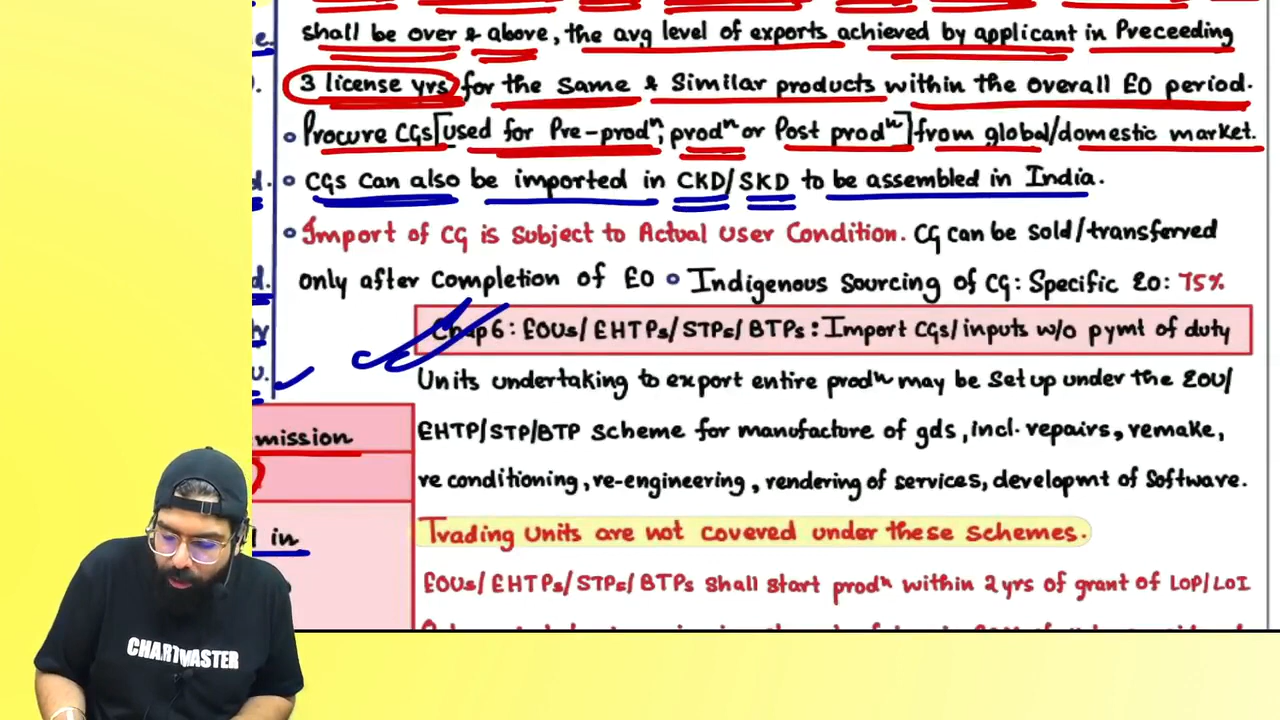 shall be over & above, the avg level of exports achieved by applicant in Preceeding
3 license yrs for the Same & Similar products within the overall EO period.
Procure CGs [used for Pre-prodⁿ, prodⁿ or Post prodⁿ] from global/domestic market.
CGs can also be imported in CKD/SKD to be assembled in India.
Import of CG is subject to Actual User Condition. CG can be sold/transferred
only after completion of EO Indigenous Sourcing of CG: Specific EO: 75%
Chap 6: EOUs/ EHTPs/ STPs/ BTPs: Import CGs/ inputs w/o pymt of duty
Units undertaking to export entire prodⁿ may be set up under the EOU/
EHTP/STP/BTP scheme for manufacture of gds, incl. repairs, remake,
re conditioning, re-engineering, rendering of services, developmt of Software.
Trading Units are not covered under these schemes.
EOUs/ EHTPs/ STPs/ BTPs shall start prodⁿ within 2 yrs of grant of LOP/ LOI
mission
in
CHARTMASTER